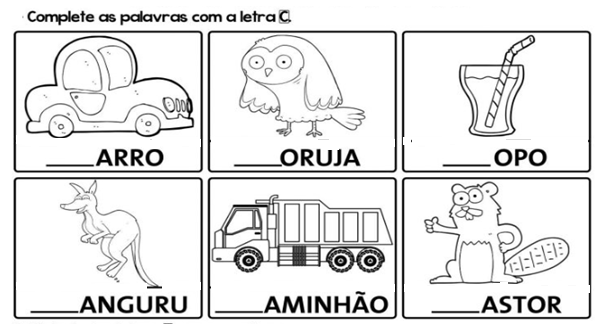 Complete as palavras com a letra C.
____ARRO
____ORUJA
____OPO
____ANGURU
____AMINHÃO
____ASTOR